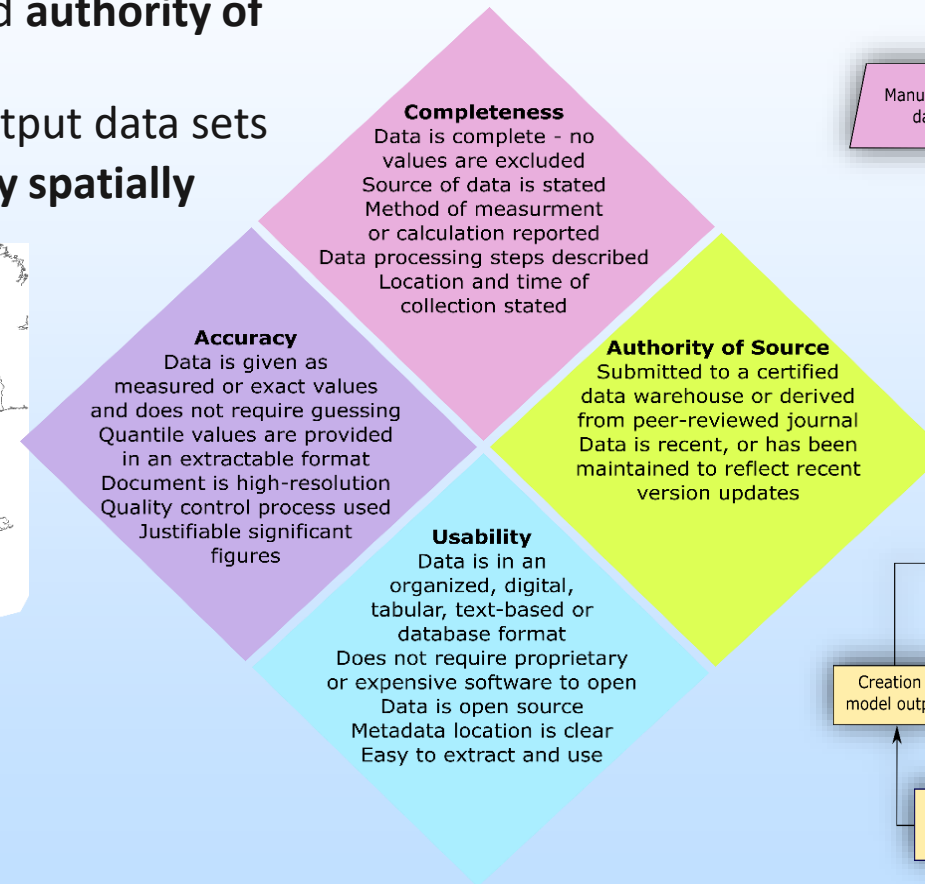 d authority of
tput data sets
y spatially
Completeness
Data is complete - no
values are excluded
Source of data is stated
Method of measurment
or calculation reported
Data processing steps described
Location and time of
collection stated
Accuracy
Data is given as
measured or exact values
and does not require guessing
Quantile values are provided
in an extractable format
Document is high-resolution
Quality control process used
Justifiable significant
figures
Authority of Source
Submitted to a certified
data warehouse or derived
from peer-reviewed journal
Data is recent, or has been
maintained to reflect recent
version updates
Usability
Data is in an
organized, digital,
tabular, text-based or
database format
Does not require proprietary
or expensive software to open
Data is open source
Metadata location is clear
Easy to extract and use
Manu
da
Creation
model outp